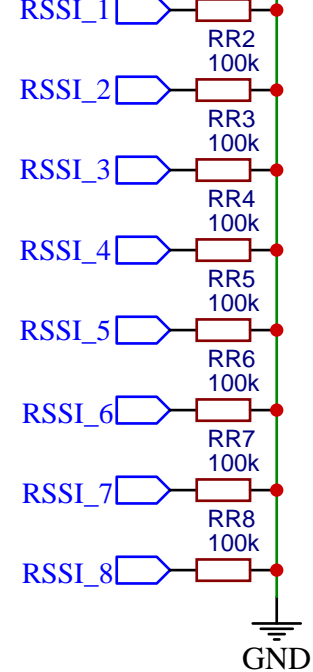 RSSI_1
RR2
100k
RSSI_2
RR3
100k
RSSI_3
RR4
100k
RSSI_4
RR5
100k
RSSI_5
RR6
100k
RSSI_6
RR7
100k
RSSI_7
RR8
100k
RSSI_8
GND